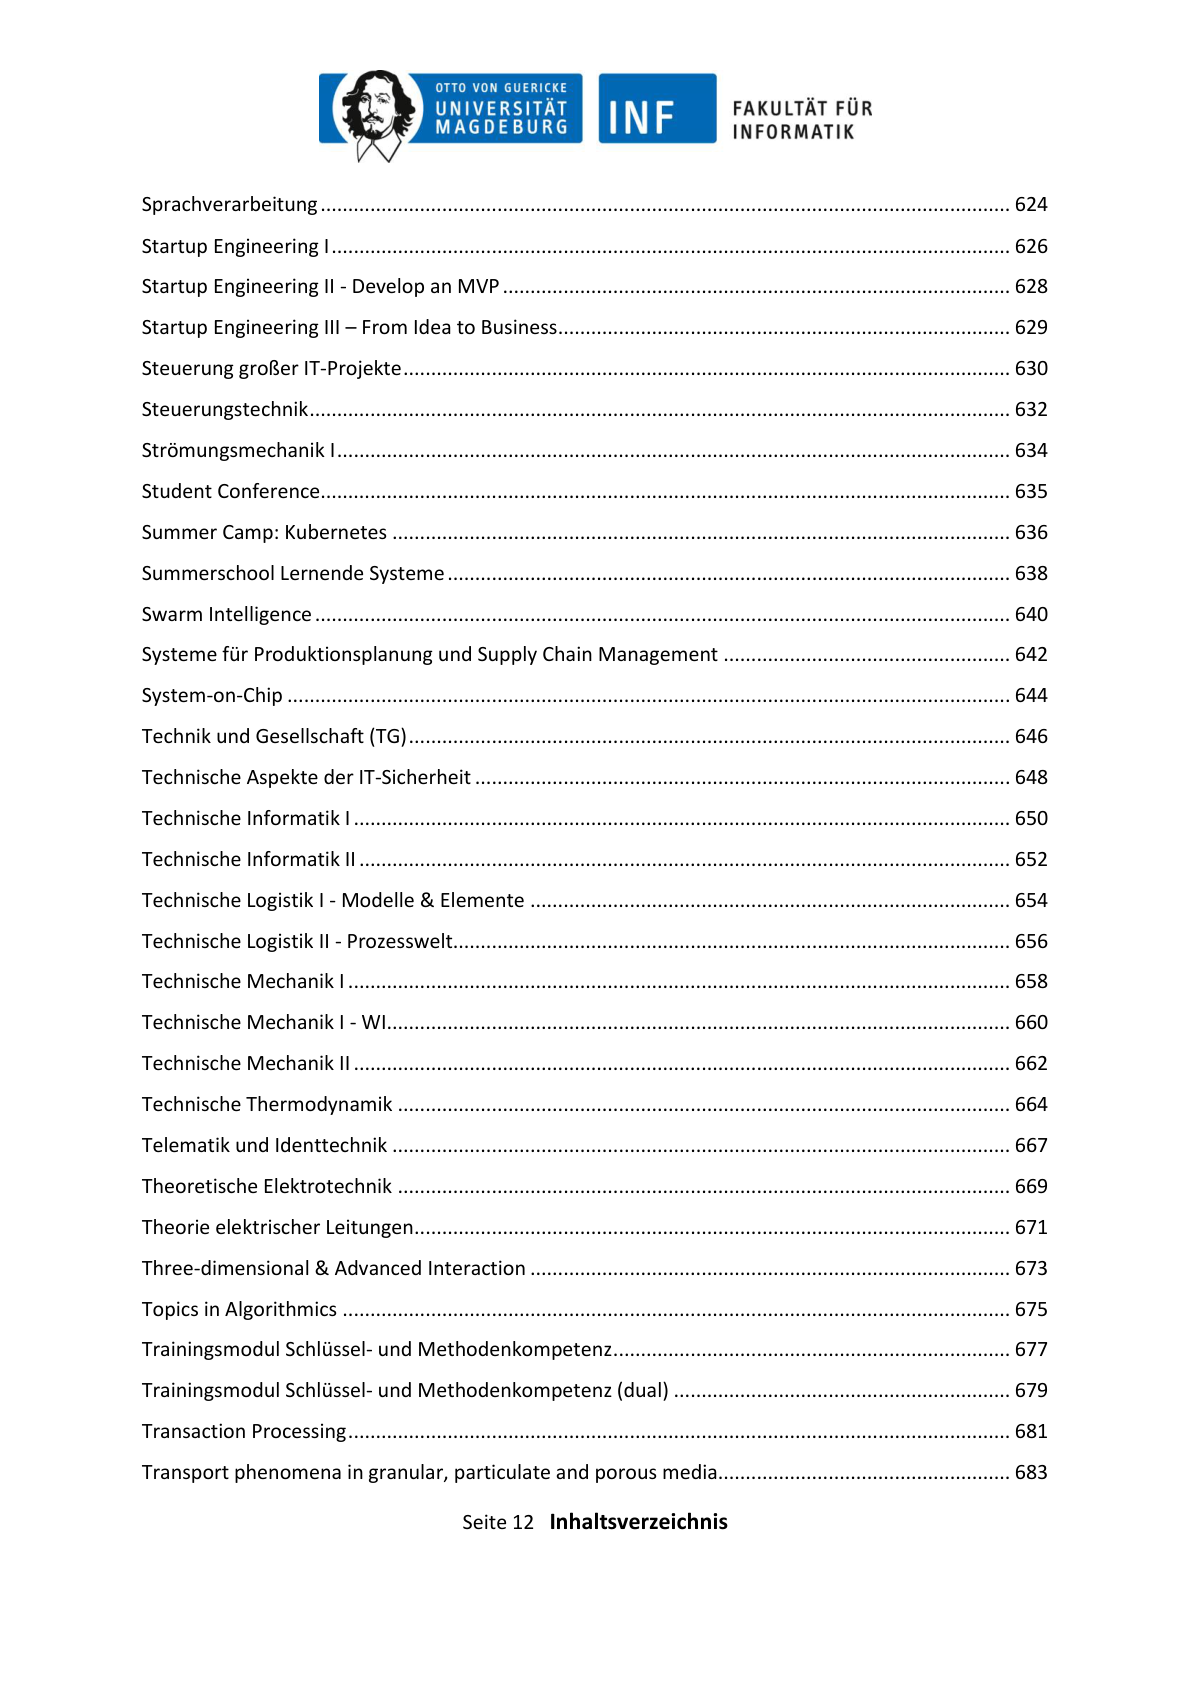 OTTO VON GUERICKE
UNIVERSITÄT
MAGDEBURG
INF
FAKULTÄT FÜR
INFORMATIK
Sprachverarbeitung ........ 624
Startup Engineering I ........ 626
Startup Engineering II - Develop an MVP ........ 628
Startup Engineering III – From Idea to Business ........ 629
Steuerung großer IT-Projekte ........ 630
Steuerungstechnik ........ 632
Strömungsmechanik I ........ 634
Student Conference ........ 635
Summer Camp: Kubernetes ........ 636
Summerschool Lernende Systeme ........ 638
Swarm Intelligence ........ 640
Systeme für Produktionsplanung und Supply Chain Management ........ 642
System-on-Chip ........ 644
Technik und Gesellschaft (TG) ........ 646
Technische Aspekte der IT-Sicherheit ........ 648
Technische Informatik I ........ 650
Technische Informatik II ........ 652
Technische Logistik I - Modelle & Elemente ........ 654
Technische Logistik II - Prozesswelt ........ 656
Technische Mechanik I ........ 658
Technische Mechanik I - WI ........ 660
Technische Mechanik II ........ 662
Technische Thermodynamik ........ 664
Telematik und Identtechnik ........ 667
Theoretische Elektrotechnik ........ 669
Theorie elektrischer Leitungen ........ 671
Three-dimensional & Advanced Interaction ........ 673
Topics in Algorithmics ........ 675
Trainingsmodul Schlüssel- und Methodenkompetenz ........ 677
Trainingsmodul Schlüssel- und Methodenkompetenz (dual) ........ 679
Transaction Processing ........ 681
Transport phenomena in granular, particulate and porous media ........ 683
Seite 12 Inhaltsverzeichnis